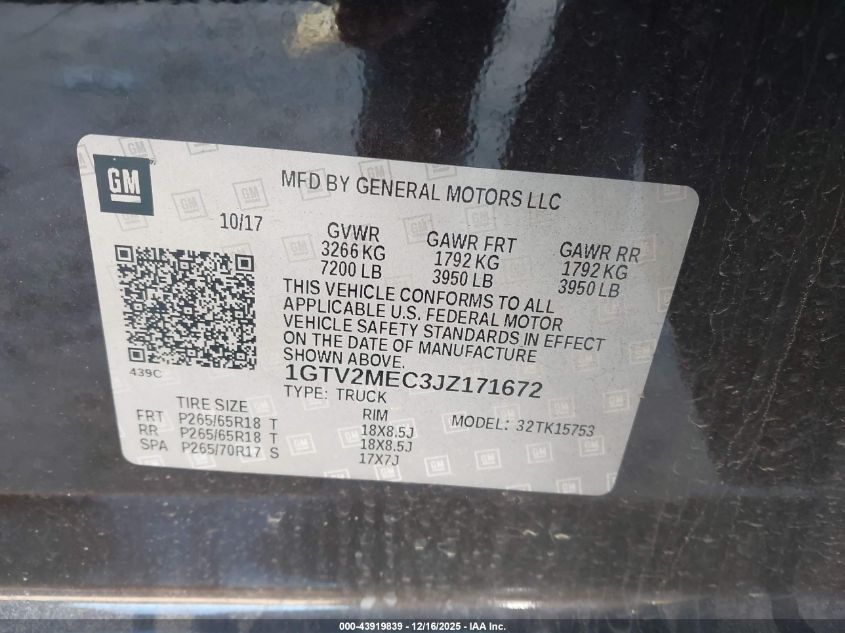 GM
MFD BY GENERAL MOTORS LLC
10/17
GVWR GAWR FRT GAWR RR
3266 KG 1792 KG 1792 KG
7200 LB 3950 LB 3950 LB
THIS VEHICLE CONFORMS TO ALL
APPLICABLE U.S. FEDERAL MOTOR
VEHICLE SAFETY STANDARDS IN EFFECT
ON THE DATE OF MANUFACTURE
SHOWN ABOVE.
439C
1GTV2MEC3JZ171672
TYPE: TRUCK
TIRE SIZE RIM MODEL: 32TK15753
FRT P265/65R18 T 18X8.5J
RR P265/65R18 T 18X8.5J
SPA P265/70R17 S 17X7J
000-43919839 - 12/16/2025 - IAA Inc.